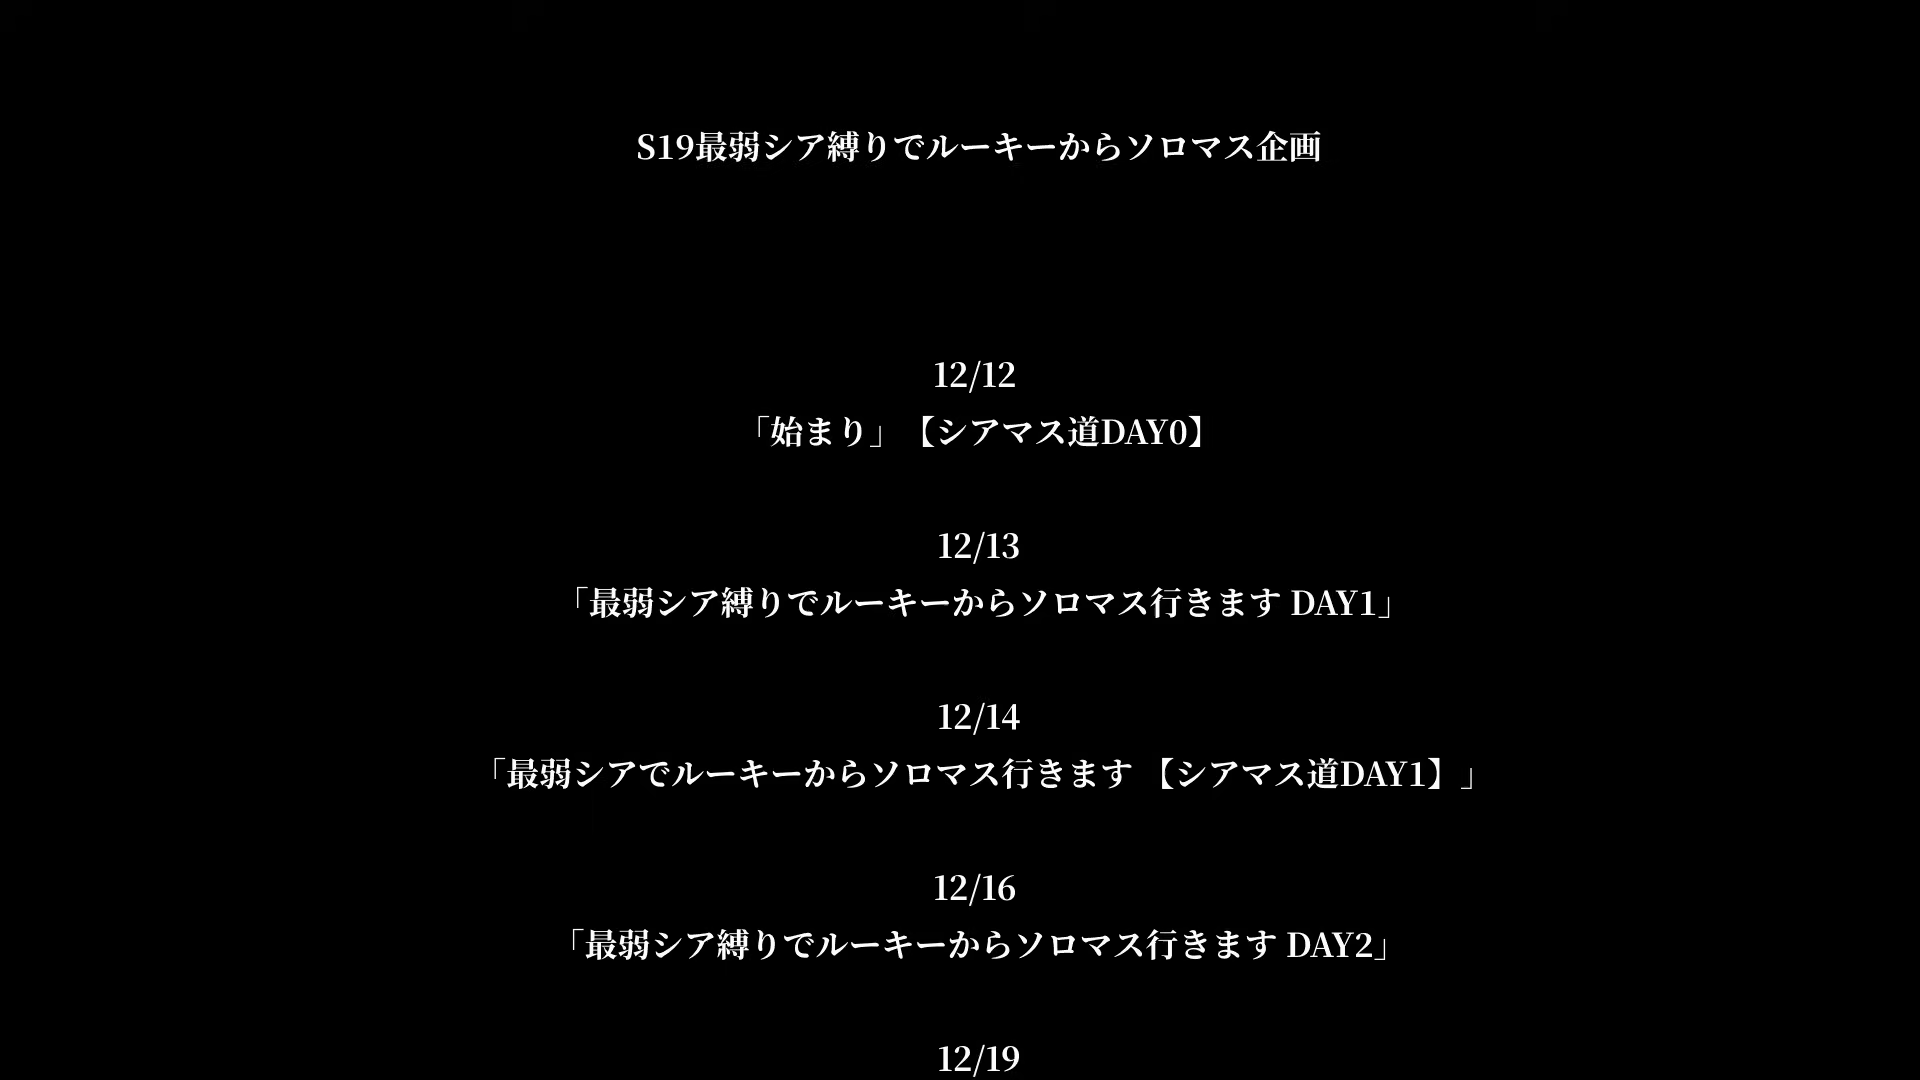 S19最弱シア縛りでルーキーからソロマス企画
12/12
「始まり」【シアマス道DAY0】
12/13
「最弱シア縛りでルーキーからソロマス行きます DAY1」
12/14
「最弱シアでルーキーからソロマス行きます 【シアマス道DAY1】」
12/16
「最弱シア縛りでルーキーからソロマス行きます DAY2」
12/19